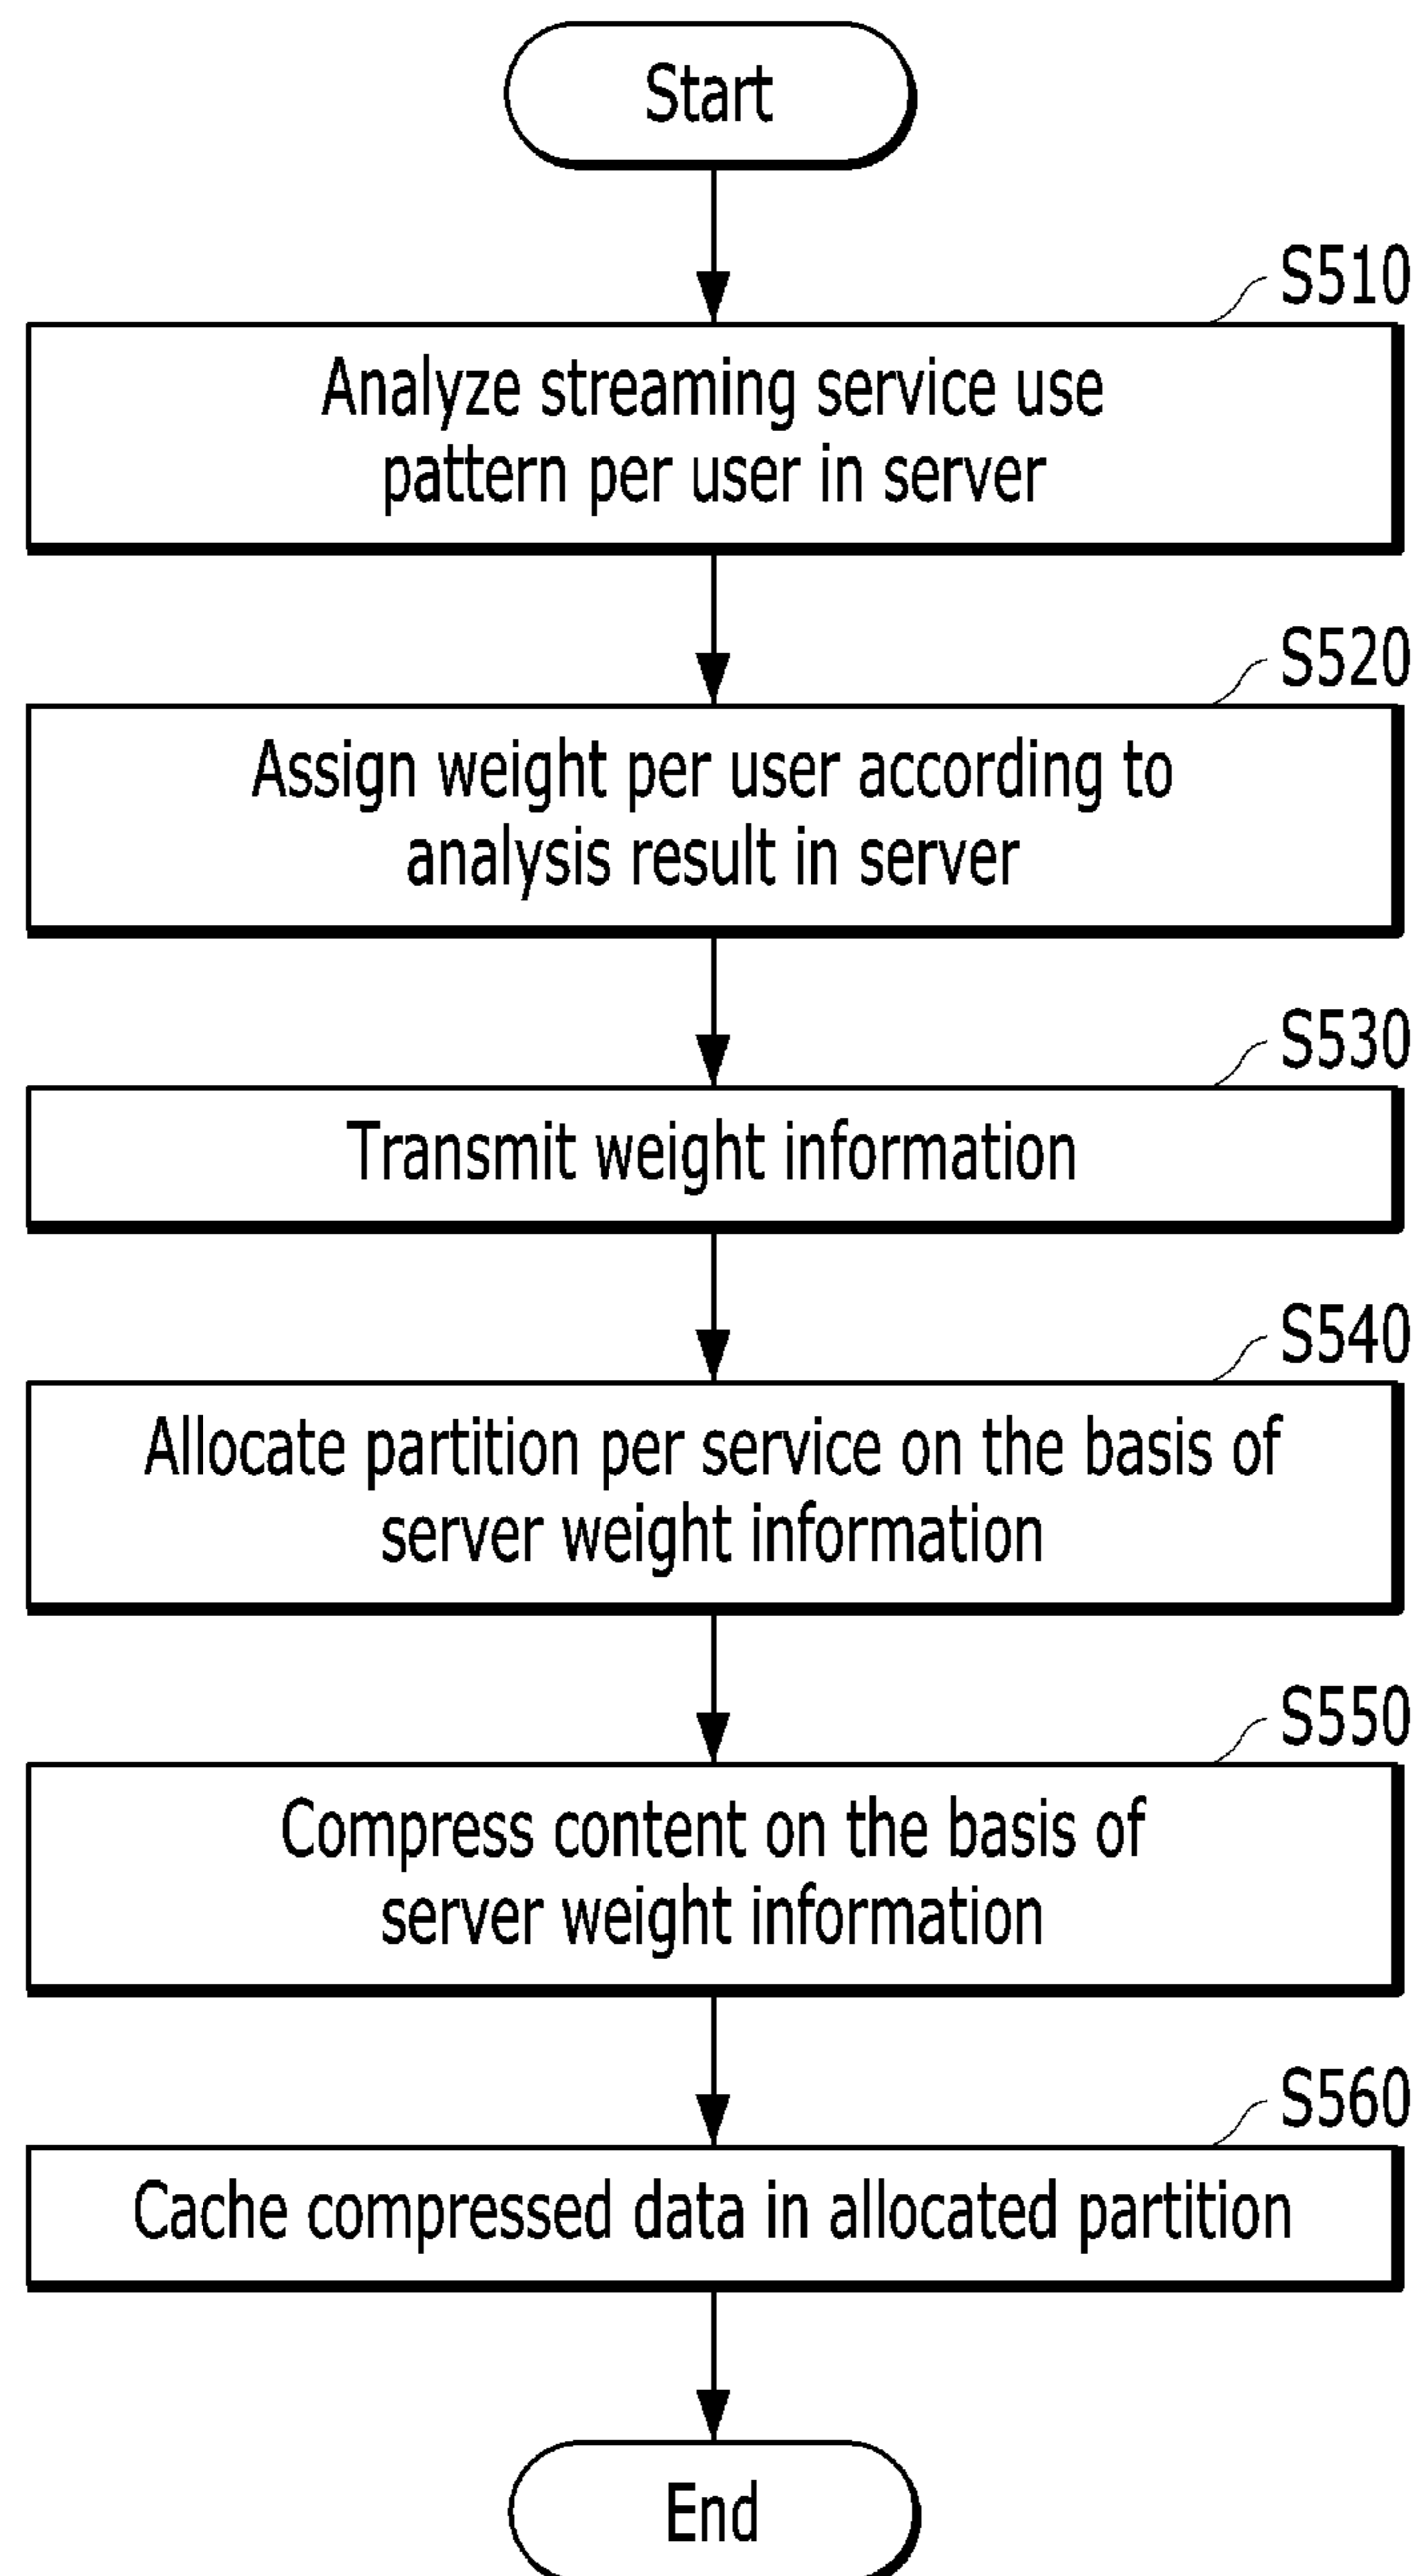 Start
S510
Analyze streaming service use
pattern per user in server
S520
Assign weight per user according to
analysis result in server
S530
Transmit weight information
S540
Allocate partition per service on the basis of
server weight information
S550
Compress content on the basis of
server weight information
S560
Cache compressed data in allocated partition
End